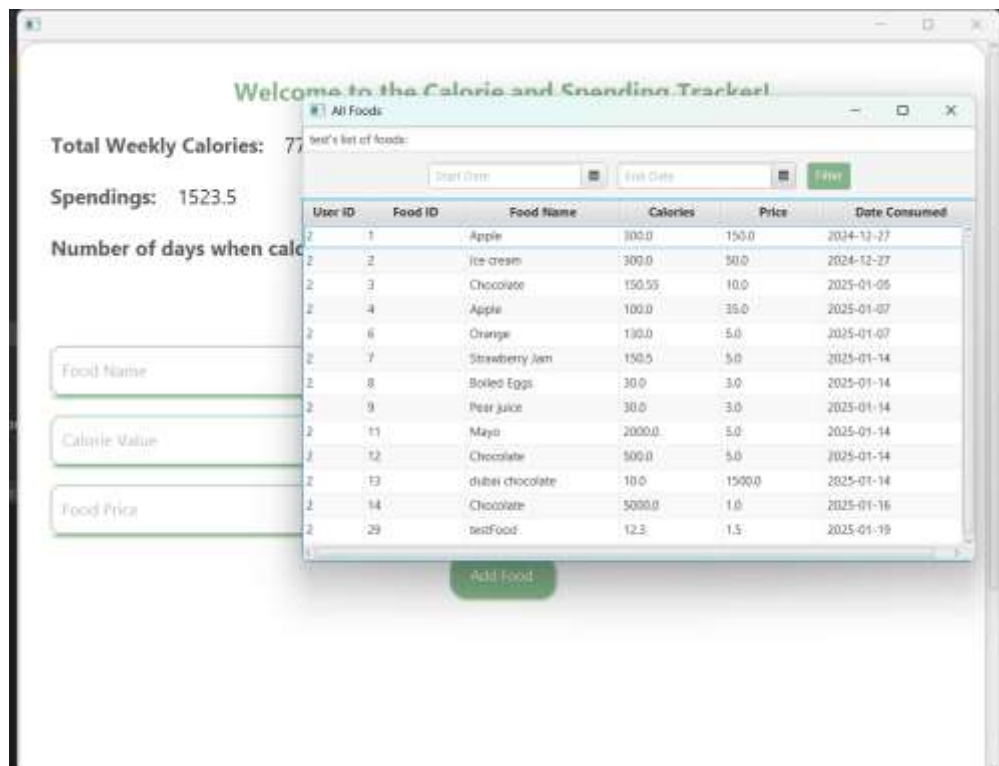 Welcome to the Calorie and Spending Tracker!
All Foods
Total Weekly Calories: 77
test's list of foods:
Start Date End Date Filter
Spendings: 1523.5
User ID Food ID Food Name Calories Price Date Consumed
2 1 Apple 300.0 150.0 2024-12-27
Number of days when calo
2 2 Ice cream 300.0 50.0 2024-12-27
2 3 Chocolate 150.55 10.0 2025-01-05
2 4 Apple 100.0 35.0 2025-01-07
2 6 Orange 130.0 5.0 2025-01-07
2 7 Strawberry Jam 150.5 5.0 2025-01-14
Food Name
2 8 Boiled Eggs 30.0 3.0 2025-01-14
2 9 Pear juice 30.0 3.0 2025-01-14
2 11 Mayo 2000.0 5.0 2025-01-14
Calorie Value
2 12 Chocolate 500.0 5.0 2025-01-14
2 13 dubai chocolate 10.0 1500.0 2025-01-14
2 14 Chocolate 5000.0 1.0 2025-01-16
Food Price
2 29 testFood 12.3 1.5 2025-01-19
Add Food